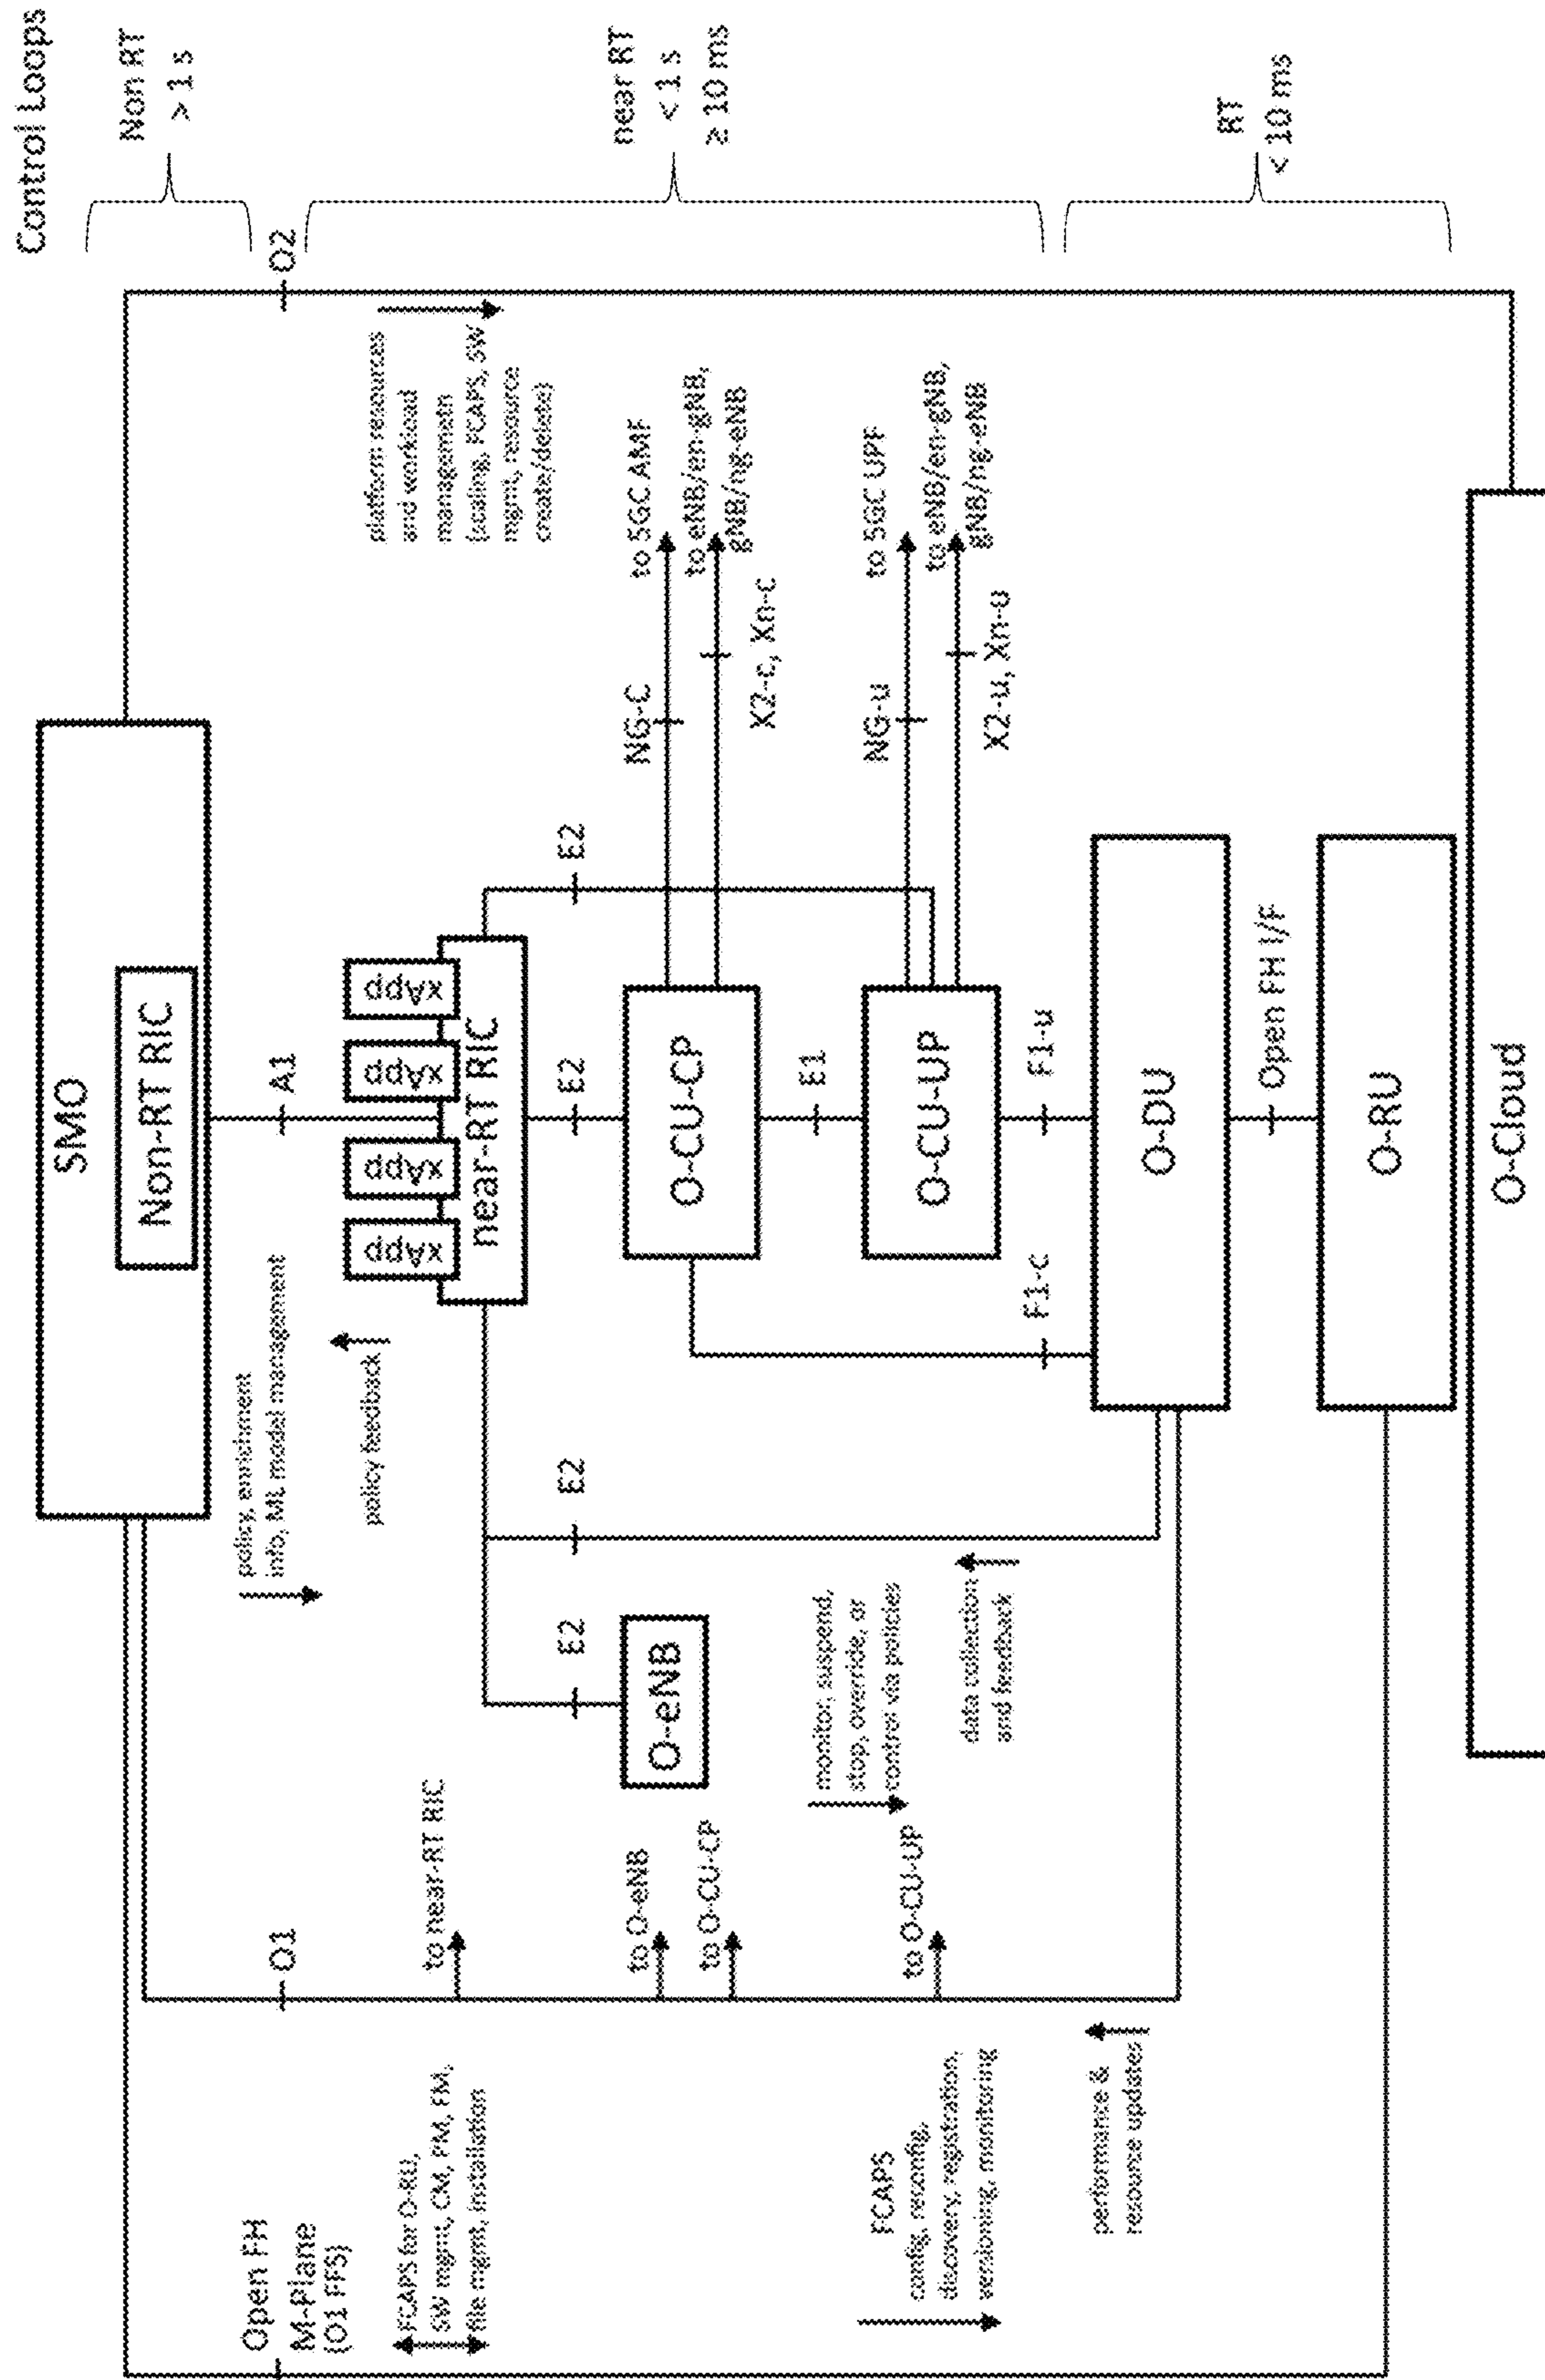 Control Loops
Non RT
> 1 s
near RT
< 1 s
≥ 10 ms
RT
< 10 ms
SMO
Non-RT RIC
Open FH
M-Plane
(O1 FFS)
O1
A1
O2
policy, enrichment
info, ML model management
policy feedback
FCAPS for O-RU,
SW mgmt, CM, PM, FM,
file mgmt, installation
platform resources
and workload
managemetn
(scaling, FCAPS, SW
mgmt, resource
create/delete)
xApp
xApp
xApp
xApp
near-RT RIC
to near-RT RIC
E2
E2
E2
E2
O-eNB
O-CU-CP
to O-eNB
to O-CU-CP
NG-C
to 5GC AMF
X2-c, Xn-c
to eNB/en-gNB,
gNB/ng-eNB
monitor, suspend,
stop, override, or
control via policies
E1
O-CU-UP
to O-CU-UP
NG-u
to 5GC UPF
X2-u, Xn-u
to eNB/en-gNB,
gNB/ng-eNB
FCAPS
config, reconfig,
discovery, registration,
versioning, monitoring
data collection
and feedback
F1-c
F1-u
performance &
resource updates
O-DU
Open FH I/F
O-RU
O-Cloud